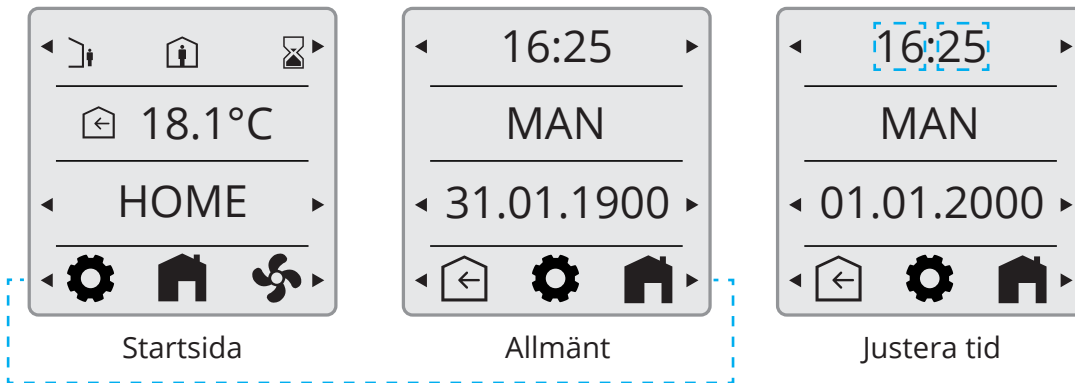 18.1°C
HOME
Startsida
16:25
MAN
31.01.1900
Allmänt
16:25
MAN
01.01.2000
Justera tid